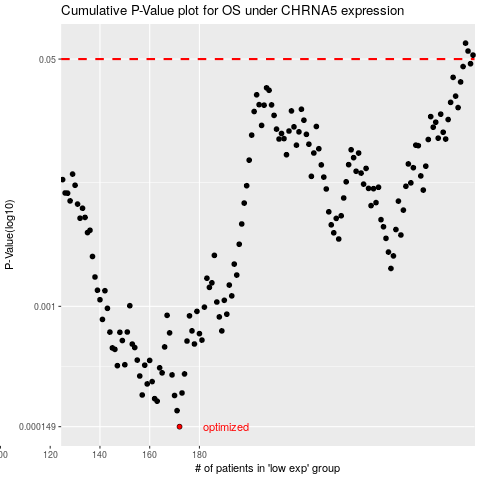 Cumulative P-Value plot for OS under CHRNA5 expression
0.05
P-Value(log10)
0.001
0.000149
optimized
00 120 140 160 180
# of patients in 'low exp' group